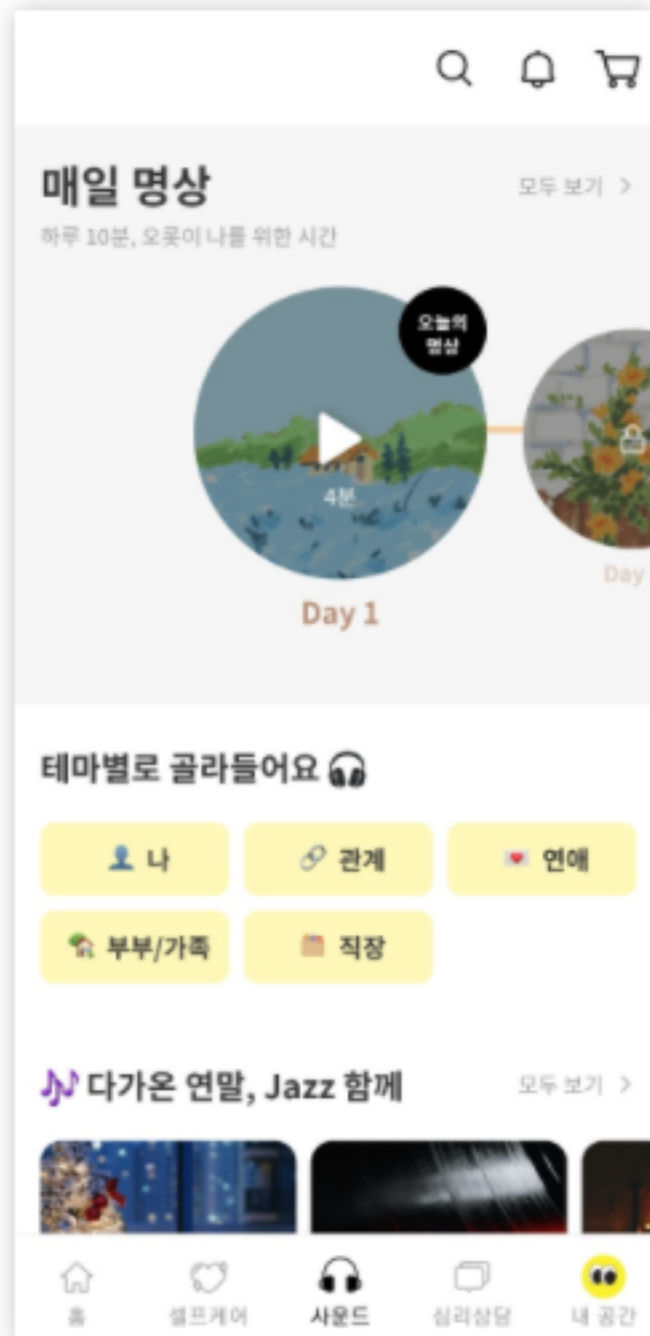 매일 명상
모두 보기
하루 10분, 오롯이 나를 위한 시간
오늘의
명상
4분
Day 1
Day
테마별로 골라들어요
나
관계
연애
부부/가족
직장
다가온 연말, Jazz 함께
모두 보기
홈
셀프케어
사운드
심리상담
내 공간